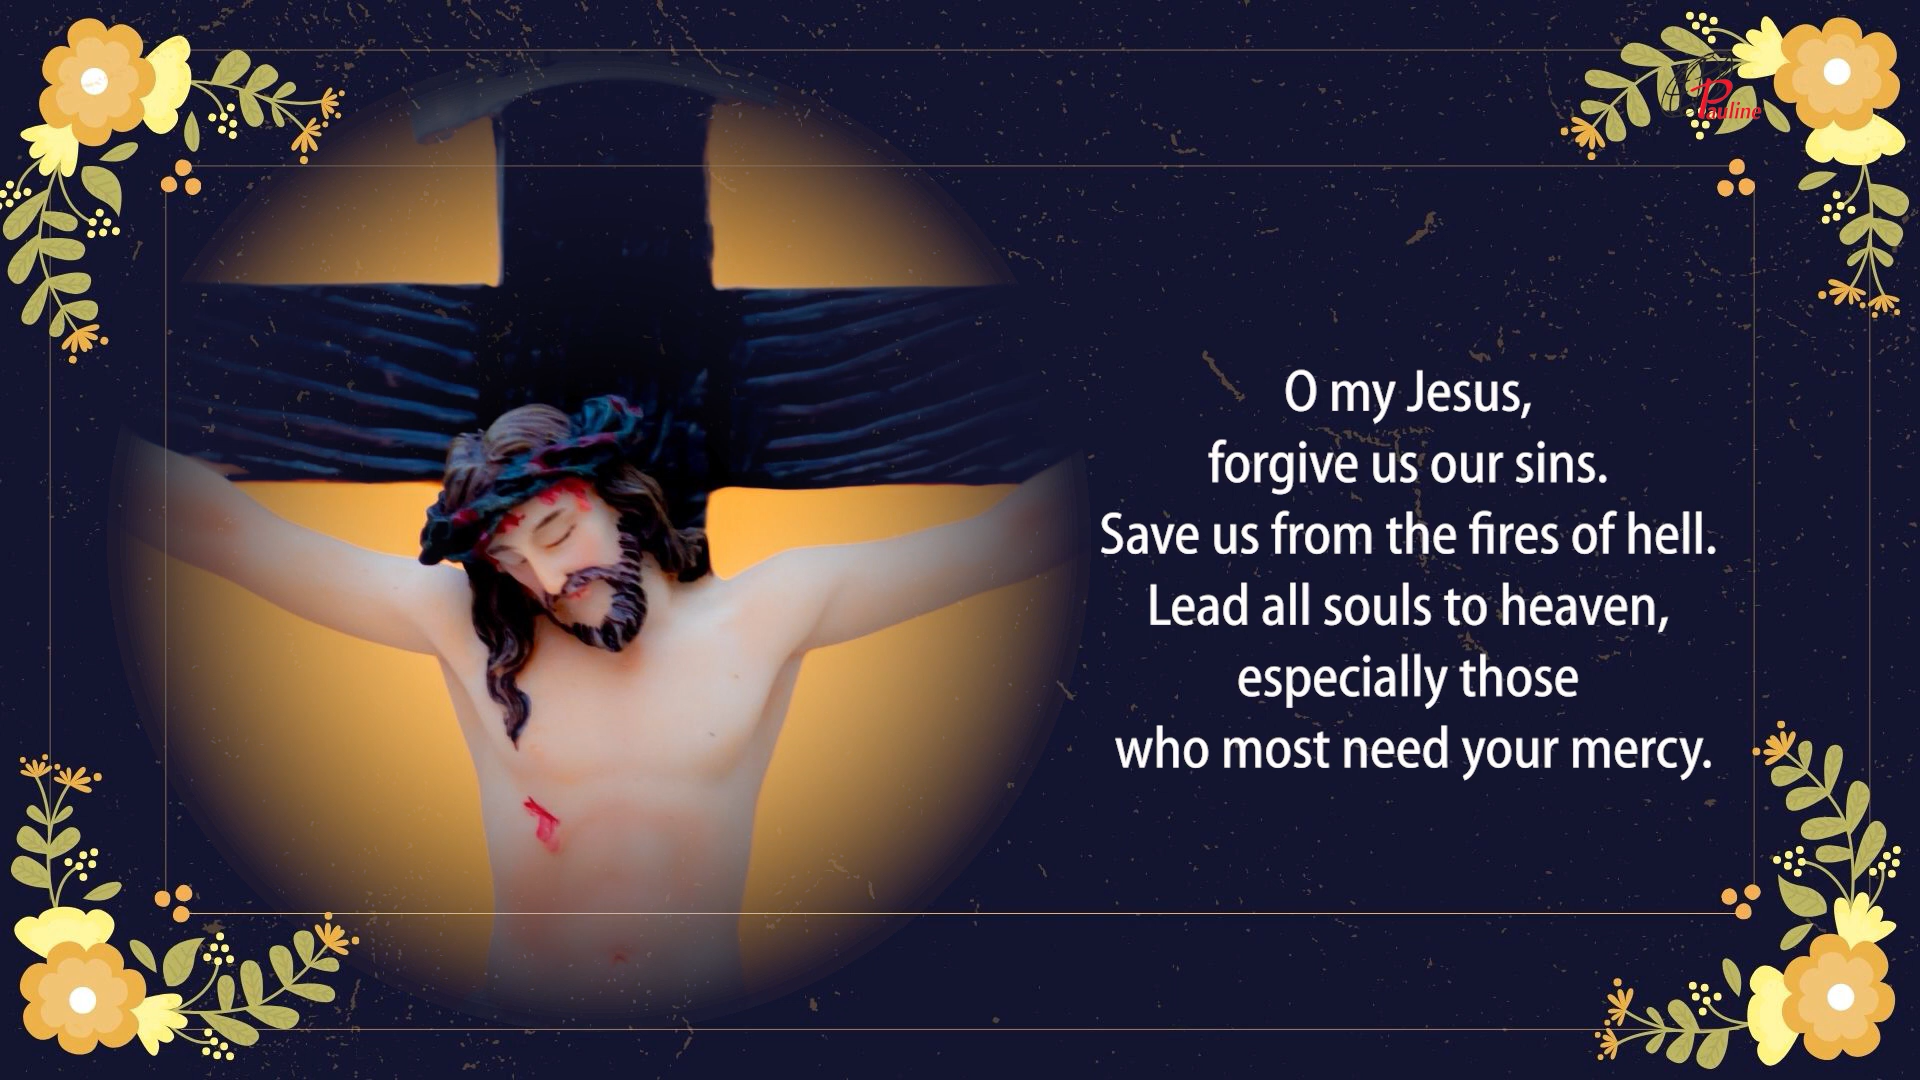 Pauline
O my Jesus,
forgive us our sins.
Save us from the fires of hell.
Lead all souls to heaven,
especially those
who most need your mercy.